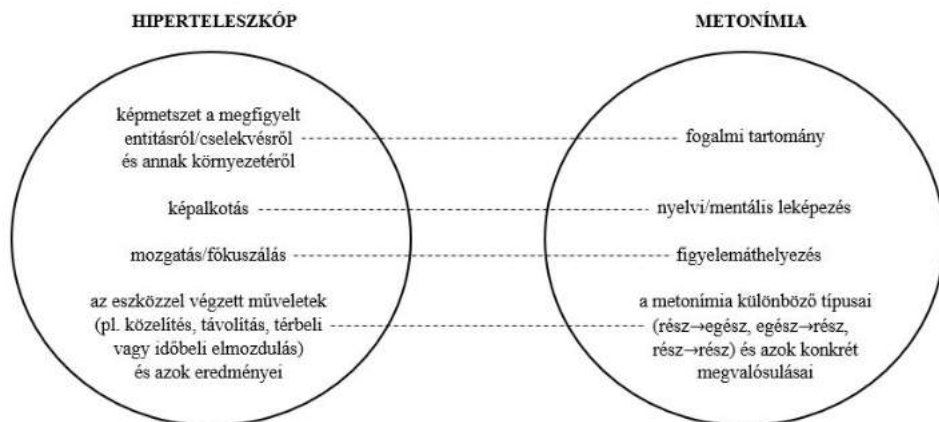 HIPERTELESZKÓP
METONÍMIA
képmetszet a megfigyelt
entitásról/cselekvésről
és annak környezetéről
fogalmi tartomány
képalkotás
nyelvi/mentális leképezés
mozgatás/fókuszálás
figyelemáthelyezés
az eszközzel végzett műveletek
(pl. közelítés, távolítás, térbeli
vagy időbeli elmozdulás)
és azok eredményei
a metonímia különböző típusai
(rész→egész, egész→rész,
rész→rész) és azok konkrét
megvalósulásai